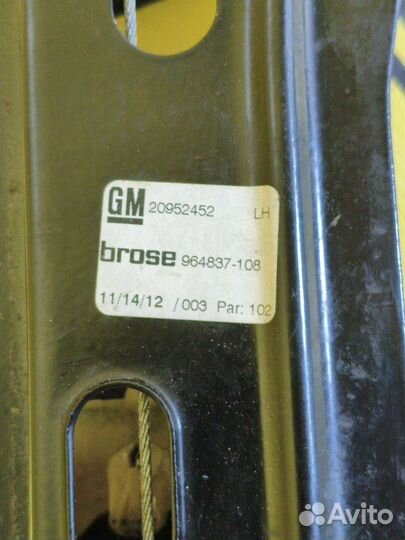 GM 20952452 LH
brose 964837-108
11/14/12 /003 Par: 102
Avito